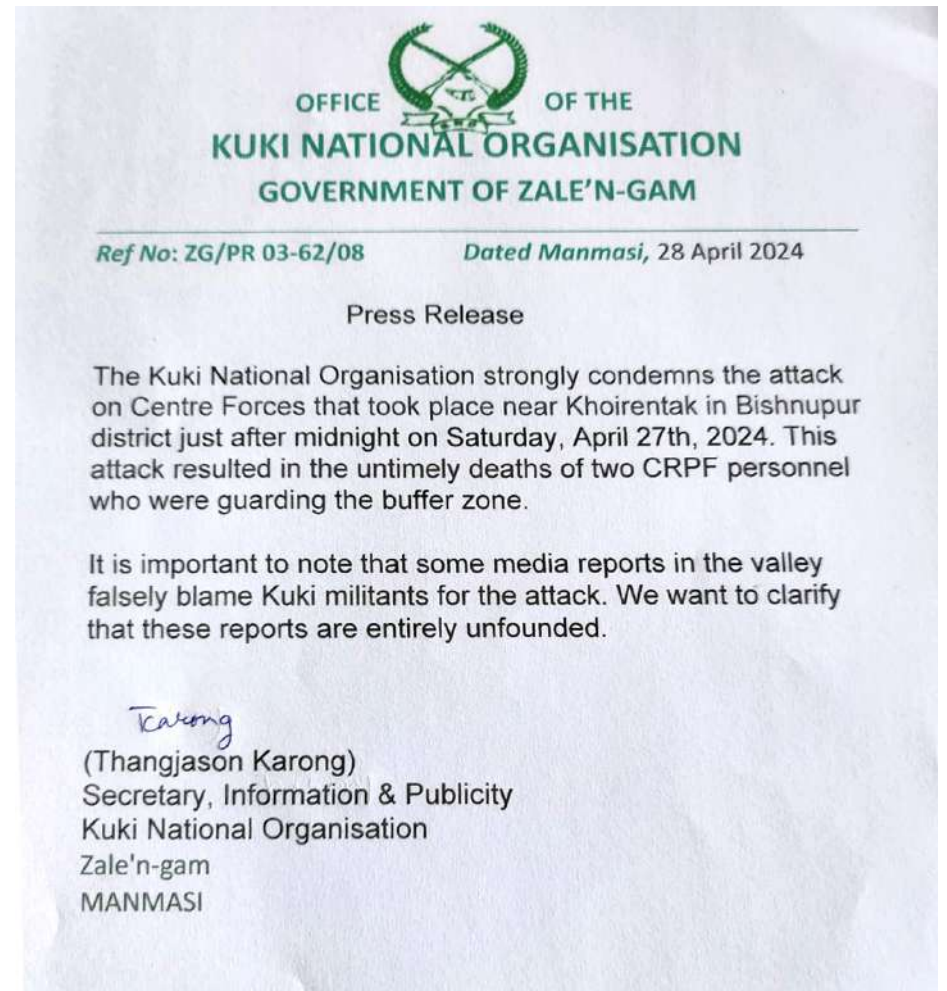 OFFICE OF THE
KUKI NATIONAL ORGANISATION
GOVERNMENT OF ZALE'N-GAM
Ref No: ZG/PR 03-62/08 Dated Manmasi, 28 April 2024
Press Release
The Kuki National Organisation strongly condemns the attack
on Centre Forces that took place near Khoirentak in Bishnupur
district just after midnight on Saturday, April 27th, 2024. This
attack resulted in the untimely deaths of two CRPF personnel
who were guarding the buffer zone.
It is important to note that some media reports in the valley
falsely blame Kuki militants for the attack. We want to clarify
that these reports are entirely unfounded.
Tkarong
(Thangjason Karong)
Secretary, Information & Publicity
Kuki National Organisation
Zale'n-gam
MANMASI